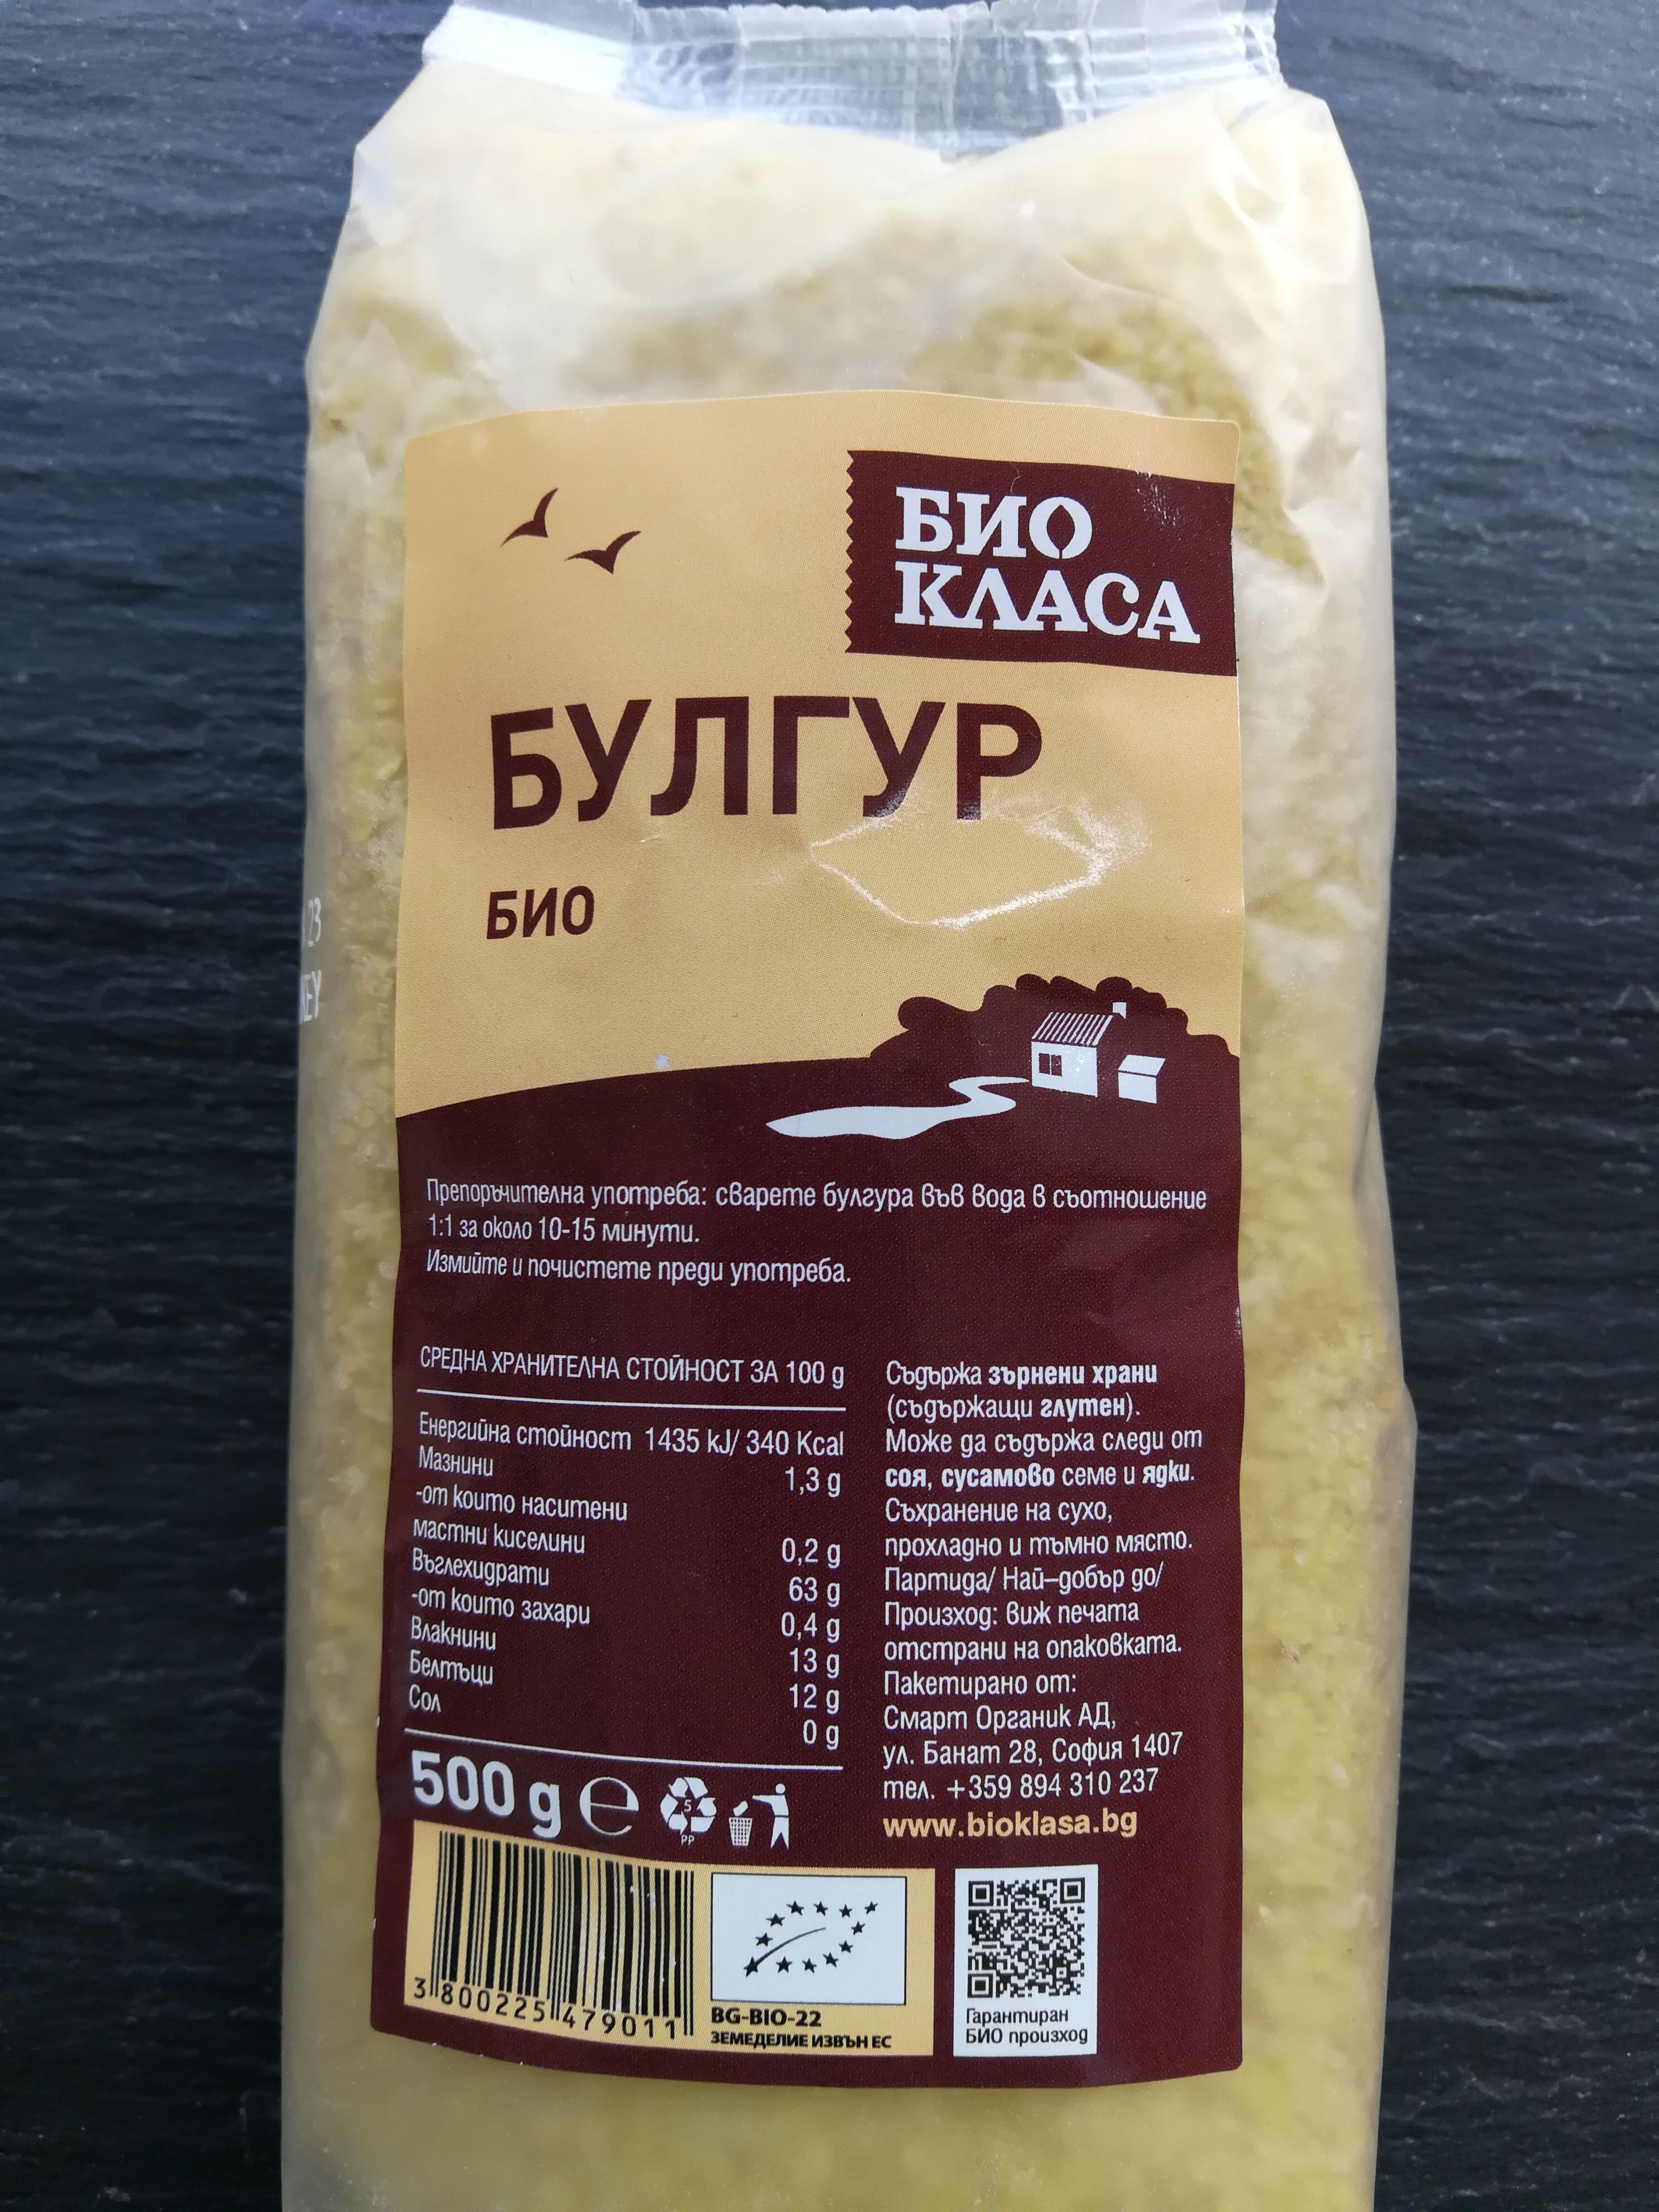 БИО
КЛАСА
БУЛГУР
БИО
23
KEY
Препоръчителна употреба: сварете булгура във вода в съотношение
1:1 за около 10-15 минути.
Измийте и почистете преди употреба.
СРЕДНА ХРАНИТЕЛНА СТОЙНОСТ ЗА 100 g
Енергийна стойност 1435 kJ/ 340 Kcal
Мазнини 1,3 g
-от които наситени
мастни киселини 0,2 g
Въглехидрати 63 g
-от които захари 0,4 g
Влакнини 13 g
Белтъци 12 g
Сол 0 g
500 g e
5
PP
Съдържа зърнени храни
(съдържащи глутен).
Може да съдържа следи от
соя, сусамово семе и ядки.
Съхранение на сухо,
прохладно и тъмно място.
Партида/ Най–добър до/
Произход: виж печата
отстрани на опаковката.
Пакетирано от:
Смарт Органик АД,
ул. Банат 28, София 1407
тел. +359 894 310 237
www.bioklasa.bg
3 800225 479011
BG-BIO-22
ЗЕМЕДЕЛИЕ ИЗВЪН ЕС
Гарантиран
БИО произход